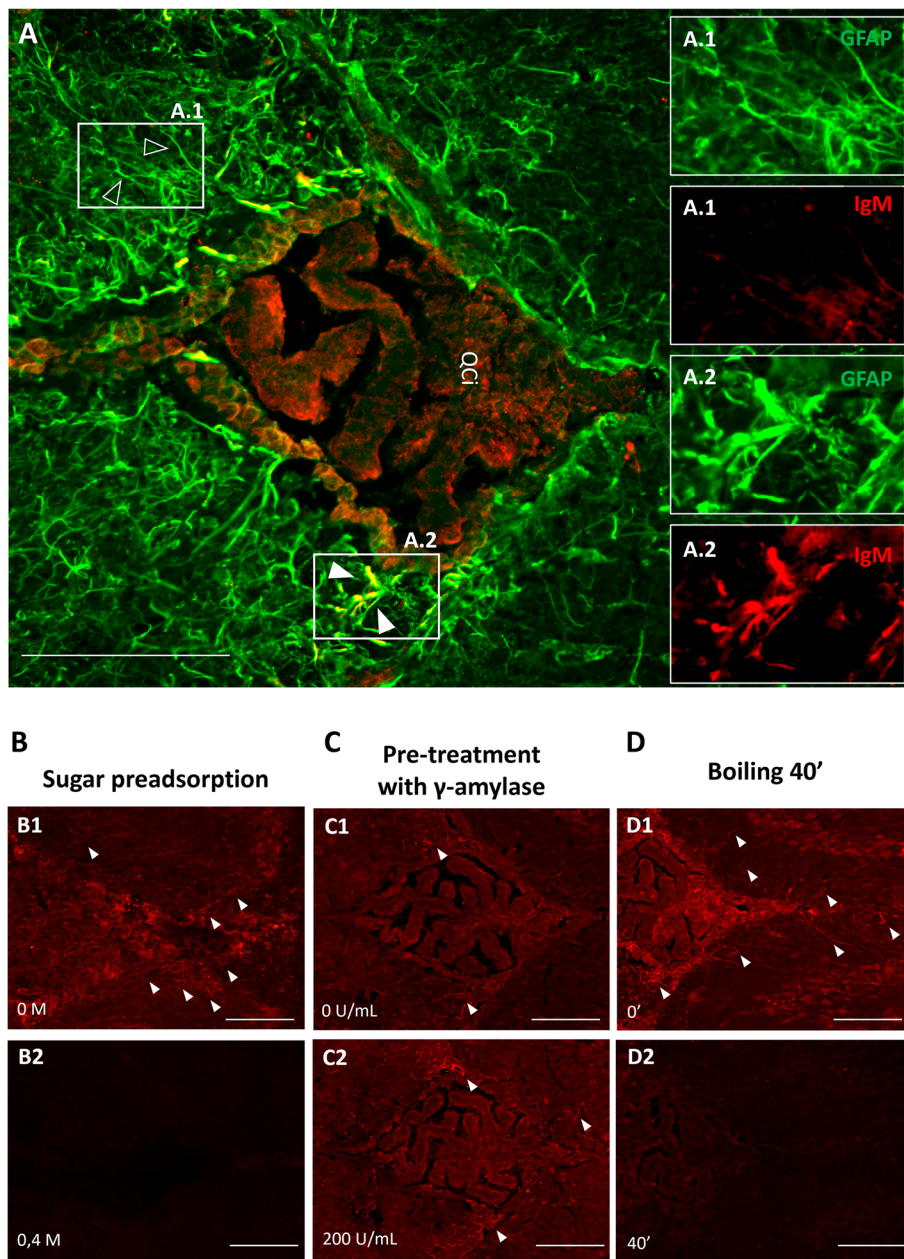 A
A.1
A.2
QCi
A.1
GFAP
A.1
IgM
A.2
GFAP
A.2
IgM
B
Sugar preadsorption
C
Pre-treatment
with γ-amylase
D
Boiling 40’
B1
0 M
C1
0 U/mL
D1
0’
B2
0,4 M
C2
200 U/mL
D2
40’